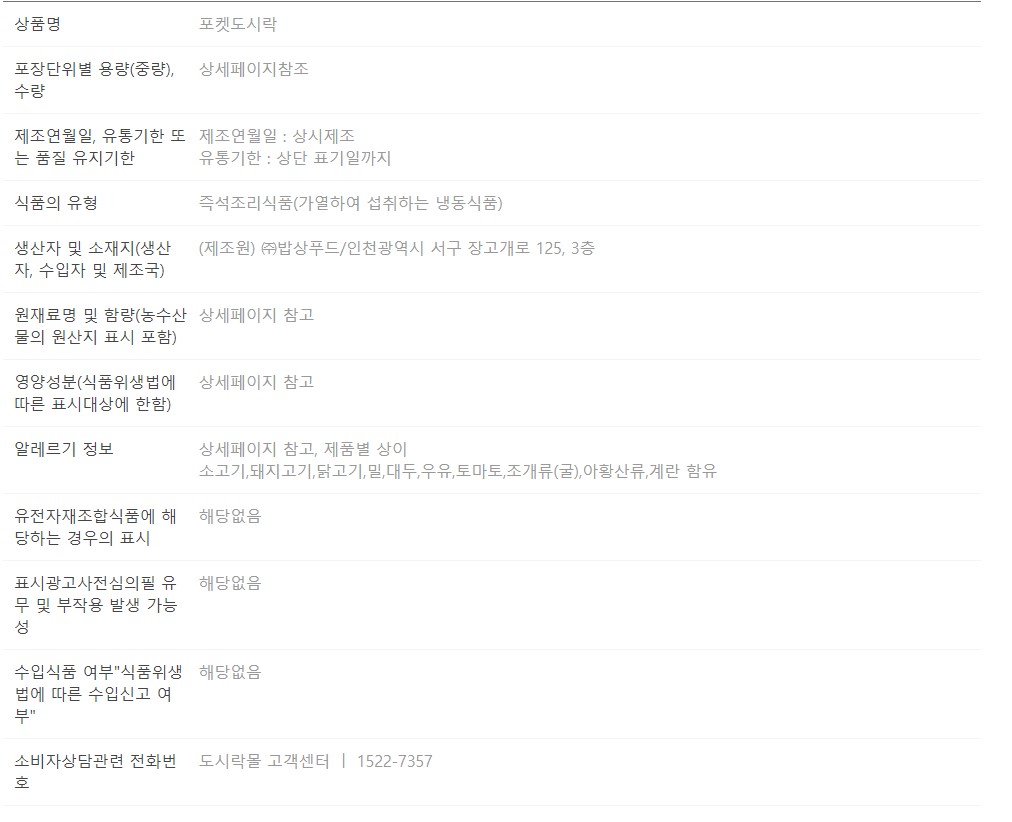 상품명
포켓도시락
포장단위별 용량(중량),
수량
상세페이지참조
제조연월일, 유통기한 또
는 품질 유지기한
제조연월일 : 상시제조
유통기한 : 상단 표기일까지
식품의 유형
즉석조리식품(가열하여 섭취하는 냉동식품)
생산자 및 소재지(생산
자, 수입자 및 제조국)
(제조원) ㈜밥상푸드/인천광역시 서구 장고개로 125, 3층
원재료명 및 함량(농수산
물의 원산지 표시 포함)
상세페이지 참고
영양성분(식품위생법에
따른 표시대상에 한함)
상세페이지 참고
알레르기 정보
상세페이지 참고, 제품별 상이
소고기,돼지고기,닭고기,밀,대두,우유,토마토,조개류(굴),아황산류,계란 함유
유전자재조합식품에 해
당하는 경우의 표시
해당없음
표시광고사전심의필 유
무 및 부작용 발생 가능
성
해당없음
수입식품 여부"식품위생
법에 따른 수입신고 여
부"
해당없음
소비자상담관련 전화번
호
도시락몰 고객센터 ㅣ 1522-7357